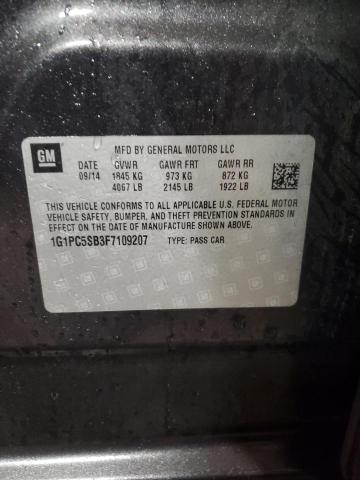 GM
MFD BY GENERAL MOTORS LLC
DATE GVWR GAWR FRT GAWR RR
09/14 1845 KG 973 KG 872 KG
4067 LB 2145 LB 1922 LB
THIS VEHICLE CONFORMS TO ALL APPLICABLE U.S. FEDERAL MOTOR
VEHICLE SAFETY, BUMPER, AND THEFT PREVENTION STANDARDS IN
EFFECT ON THE DATE OF MANUFACTURE SHOWN ABOVE.
1G1PC5SB3F7109207 TYPE: PASS CAR